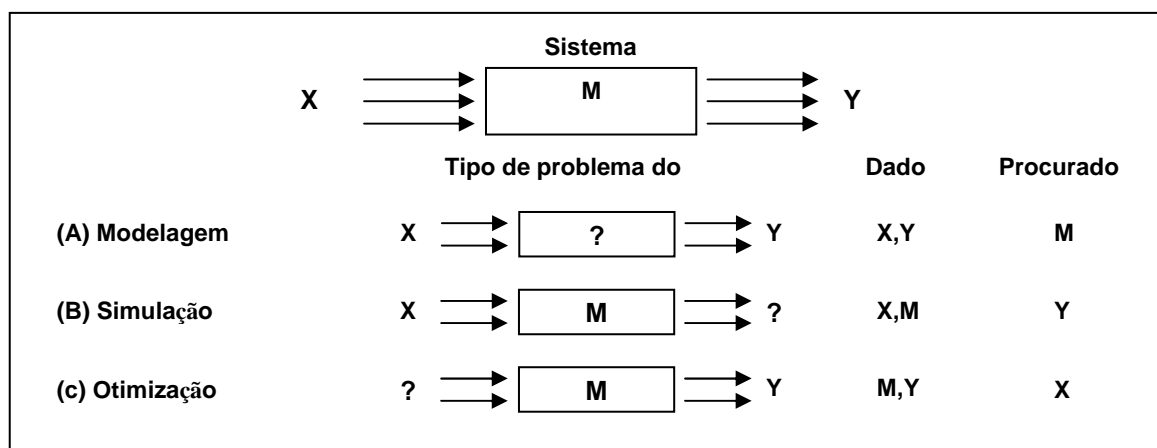 Sistema
X M Y
Tipo de problema do Dado Procurado
(A) Modelagem X ? Y X,Y M
(B) Simulação X M ? X,M Y
(c) Otimização ? M Y M,Y X